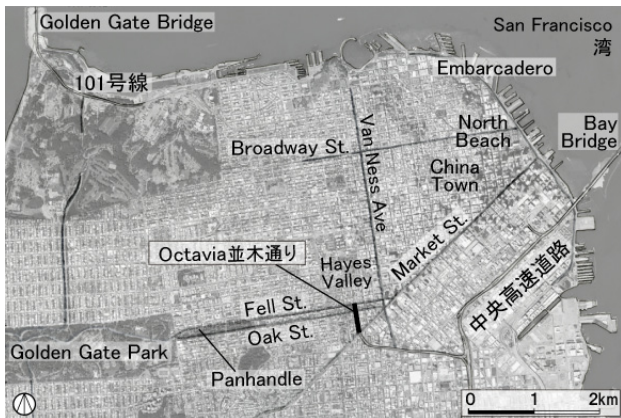 Golden Gate Bridge
San Francisco
湾
101号線
Embarcadero
North
Beach
Bay
Bridge
Van Ness Ave
Broadway St.
China
Town
Market St.
Octavia並木通り
Hayes
Valley
中央高速道路
Fell St.
Oak St.
Golden Gate Park
Panhandle
0 1 2km